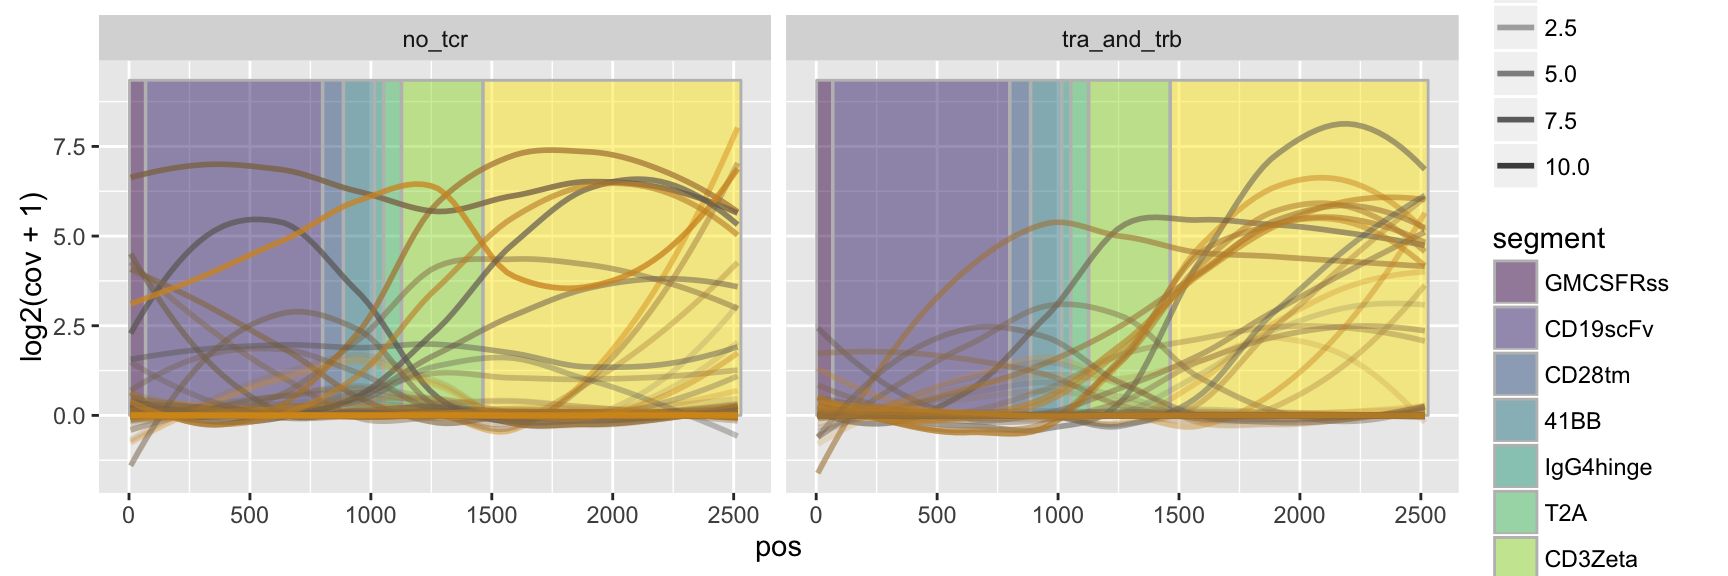 no_tcr
tra_and_trb
log2(cov + 1)
7.5
5.0
2.5
0.0
0 500 1000 1500 2000 2500
0 500 1000 1500 2000 2500
pos
2.5
5.0
7.5
10.0
segment
GMCSFRss
CD19scFv
CD28tm
41BB
IgG4hinge
T2A
CD3Zeta